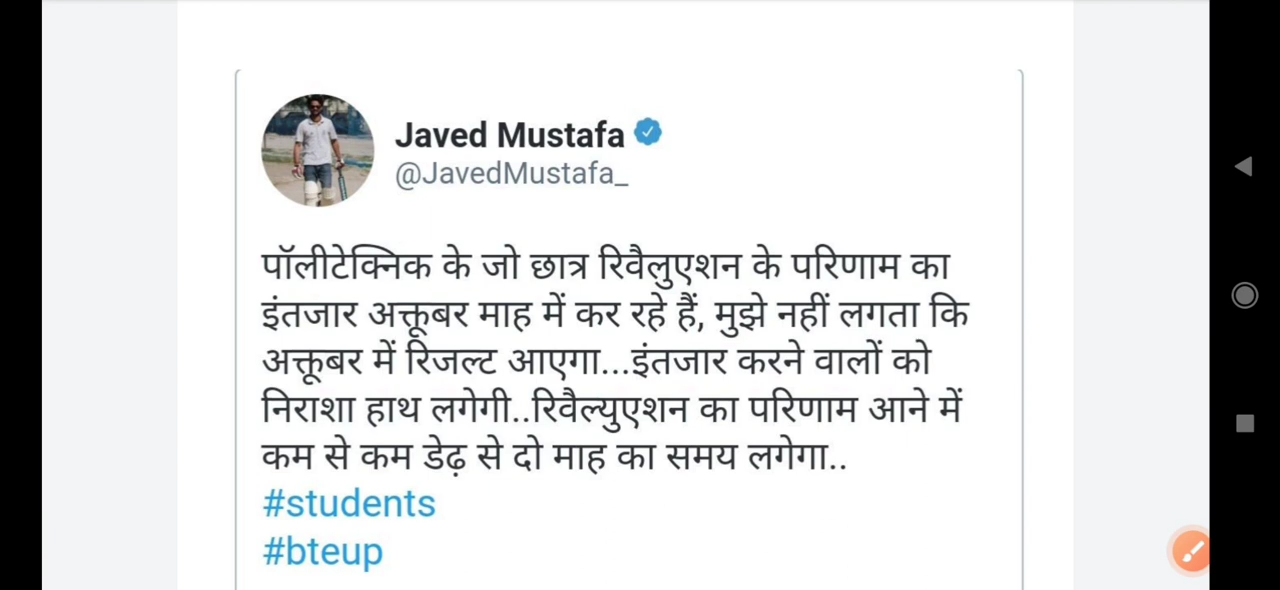 Javed Mustafa
@JavedMustafa_
पॉलीटेक्निक के जो छात्र रिवैलुएशन के परिणाम का
इंतजार अक्तूबर माह में कर रहे हैं, मुझे नहीं लगता कि
अक्तूबर में रिजल्ट आएगा...इंतजार करने वालों को
निराशा हाथ लगेगी..रिवैल्युएशन का परिणाम आने में
कम से कम डेढ़ से दो माह का समय लगेगा..
#students
#bteup